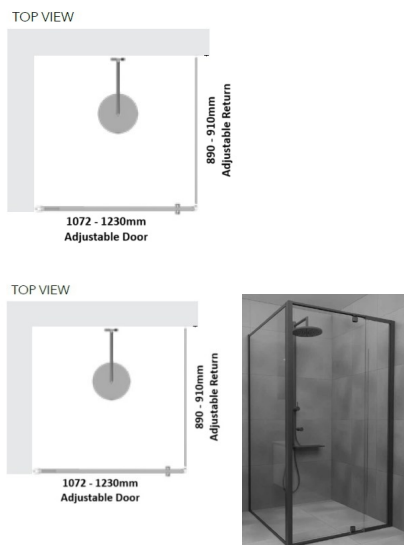 TOP VIEW
890 - 910mm
Adjustable Return
1072 - 1230mm
Adjustable Door
TOP VIEW
890 - 910mm
Adjustable Return
1072 - 1230mm
Adjustable Door